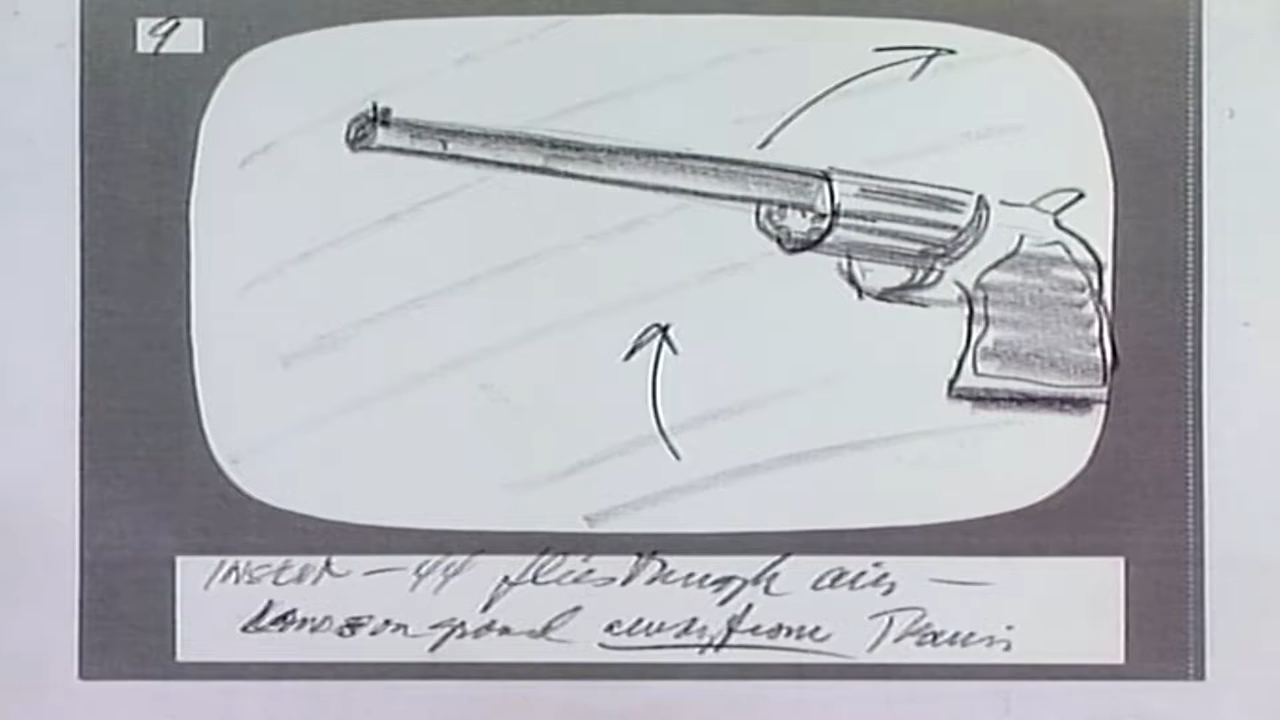 9
INSERT — 44 flies through air —
Lands on ground away from Travis